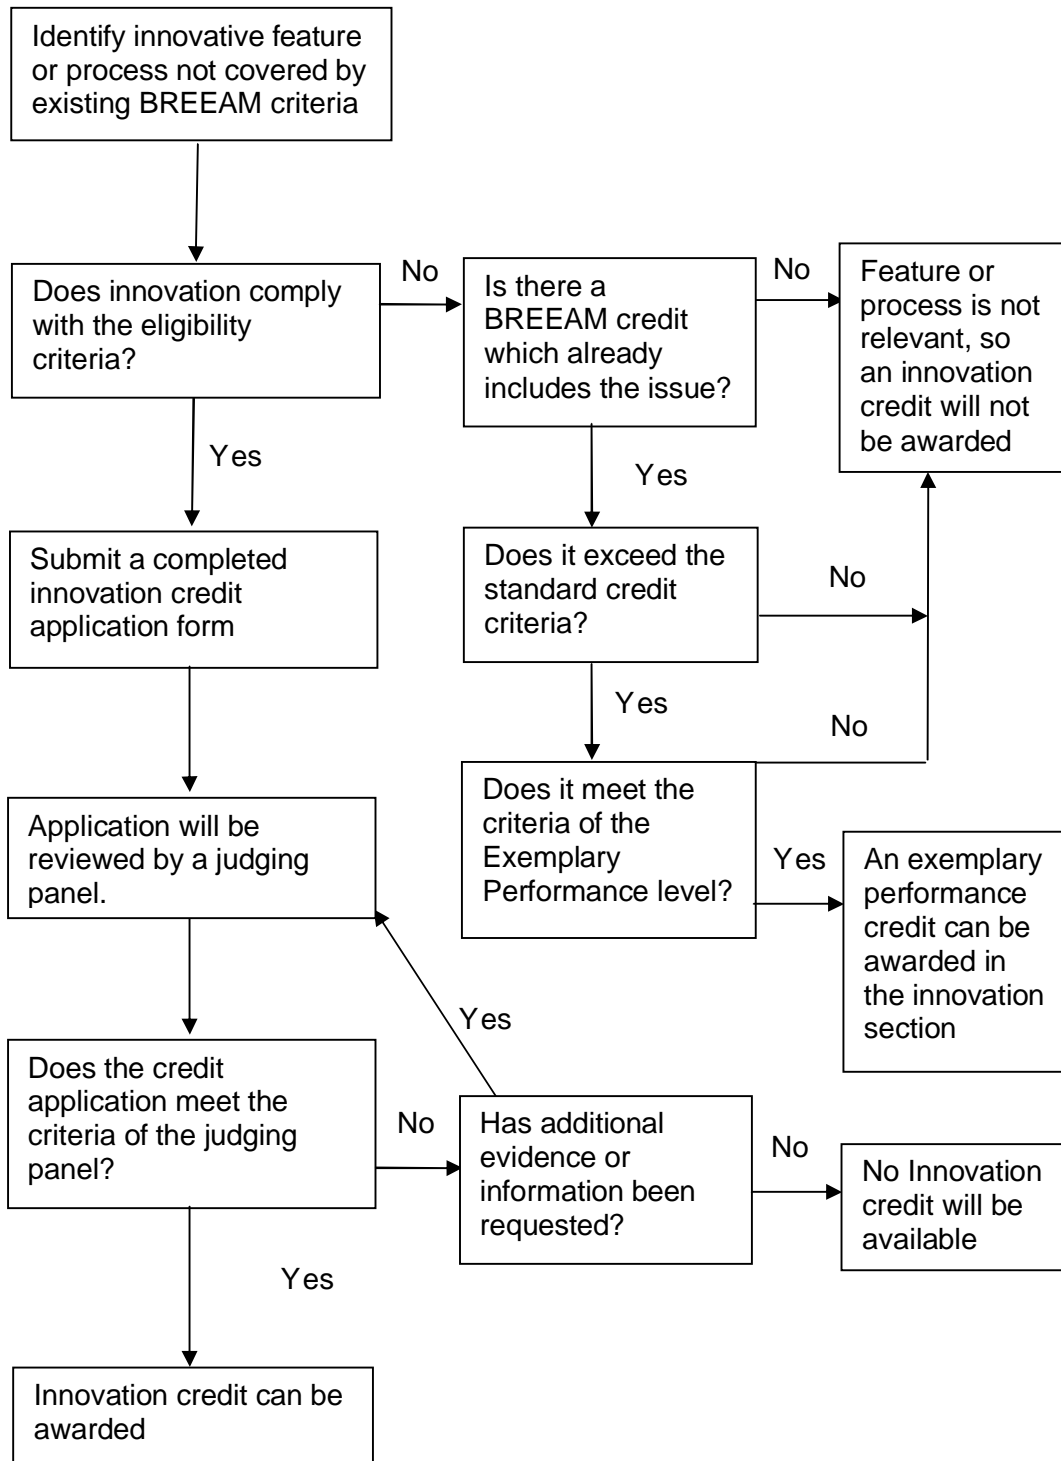 Identify innovative feature
or process not covered by
existing BREEAM criteria
Does innovation comply
with the eligibility
criteria?
No
Is there a
BREEAM credit
which already
includes the issue?
No
Feature or
process is not
relevant, so
an innovation
credit will not
be awarded
Yes
Yes
Submit a completed
innovation credit
application form
Does it exceed the
standard credit
criteria?
No
Yes
No
Application will be
reviewed by a judging
panel.
Does it meet the
criteria of the
Exemplary
Performance level?
Yes
An exemplary
performance
credit can be
awarded in
the innovation
section
Yes
Does the credit
application meet the
criteria of the judging
panel?
No
Has additional
evidence or
information been
requested?
No
No Innovation
credit will be
available
Yes
Innovation credit can be
awarded